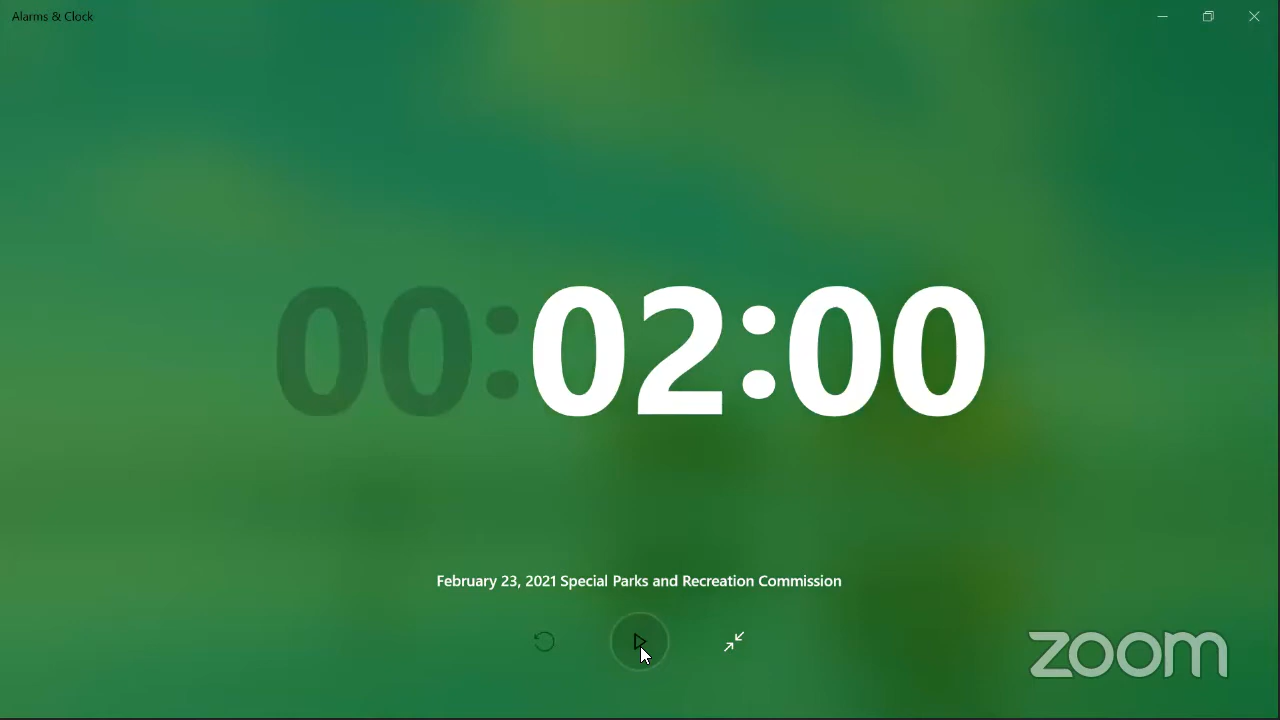 Alarms & Clock
00:02:00
February 23, 2021 Special Parks and Recreation Commission
zoom